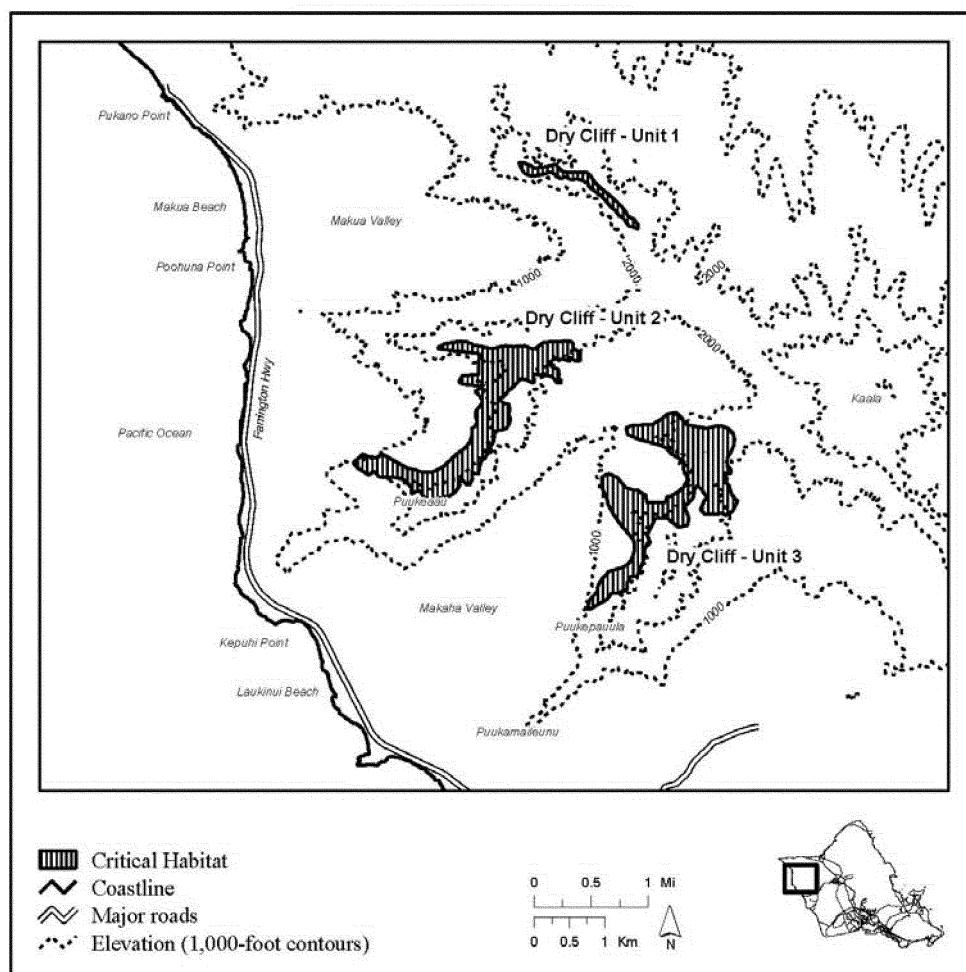 Pukano Point
Dry Cliff - Unit 1
Makua Beach
Makua Valley
Poohuna Point
1000
2000
2000
Dry Cliff - Unit 2
2000
Farrington Hwy
Kaala
Pacific Ocean
Puukeaau
1000
Dry Cliff - Unit 3
Makaha Valley
Puukepauula
1000
Kepuhi Point
Laukinui Beach
Puukamaileunu
Critical Habitat
Coastline
Major roads
Elevation (1,000-foot contours)
0 0.5 1 Mi
0 0.5 1 Km
N